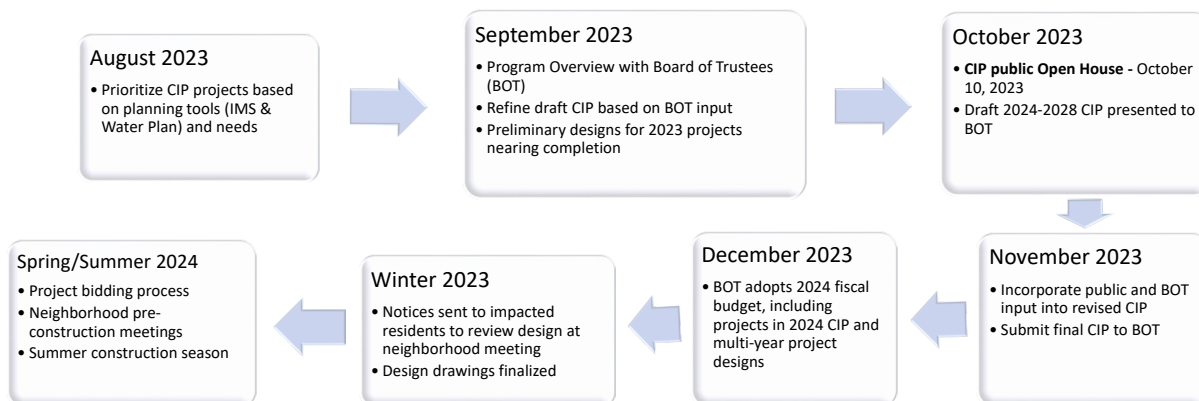 August 2023
• Prioritize CIP projects based
on planning tools (IMS &
Water Plan) and needs
September 2023
• Program Overview with Board of Trustees
(BOT)
• Refine draft CIP based on BOT input
• Preliminary designs for 2023 projects
nearing completion
October 2023
• CIP public Open House - October
10, 2023
• Draft 2024-2028 CIP presented to
BOT
November 2023
• Incorporate public and BOT
input into revised CIP
• Submit final CIP to BOT
December 2023
• BOT adopts 2024 fiscal
budget, including
projects in 2024 CIP and
multi-year project
designs
Winter 2023
• Notices sent to impacted
residents to review design at
neighborhood meeting
• Design drawings finalized
Spring/Summer 2024
• Project bidding process
• Neighborhood pre-
construction meetings
• Summer construction season